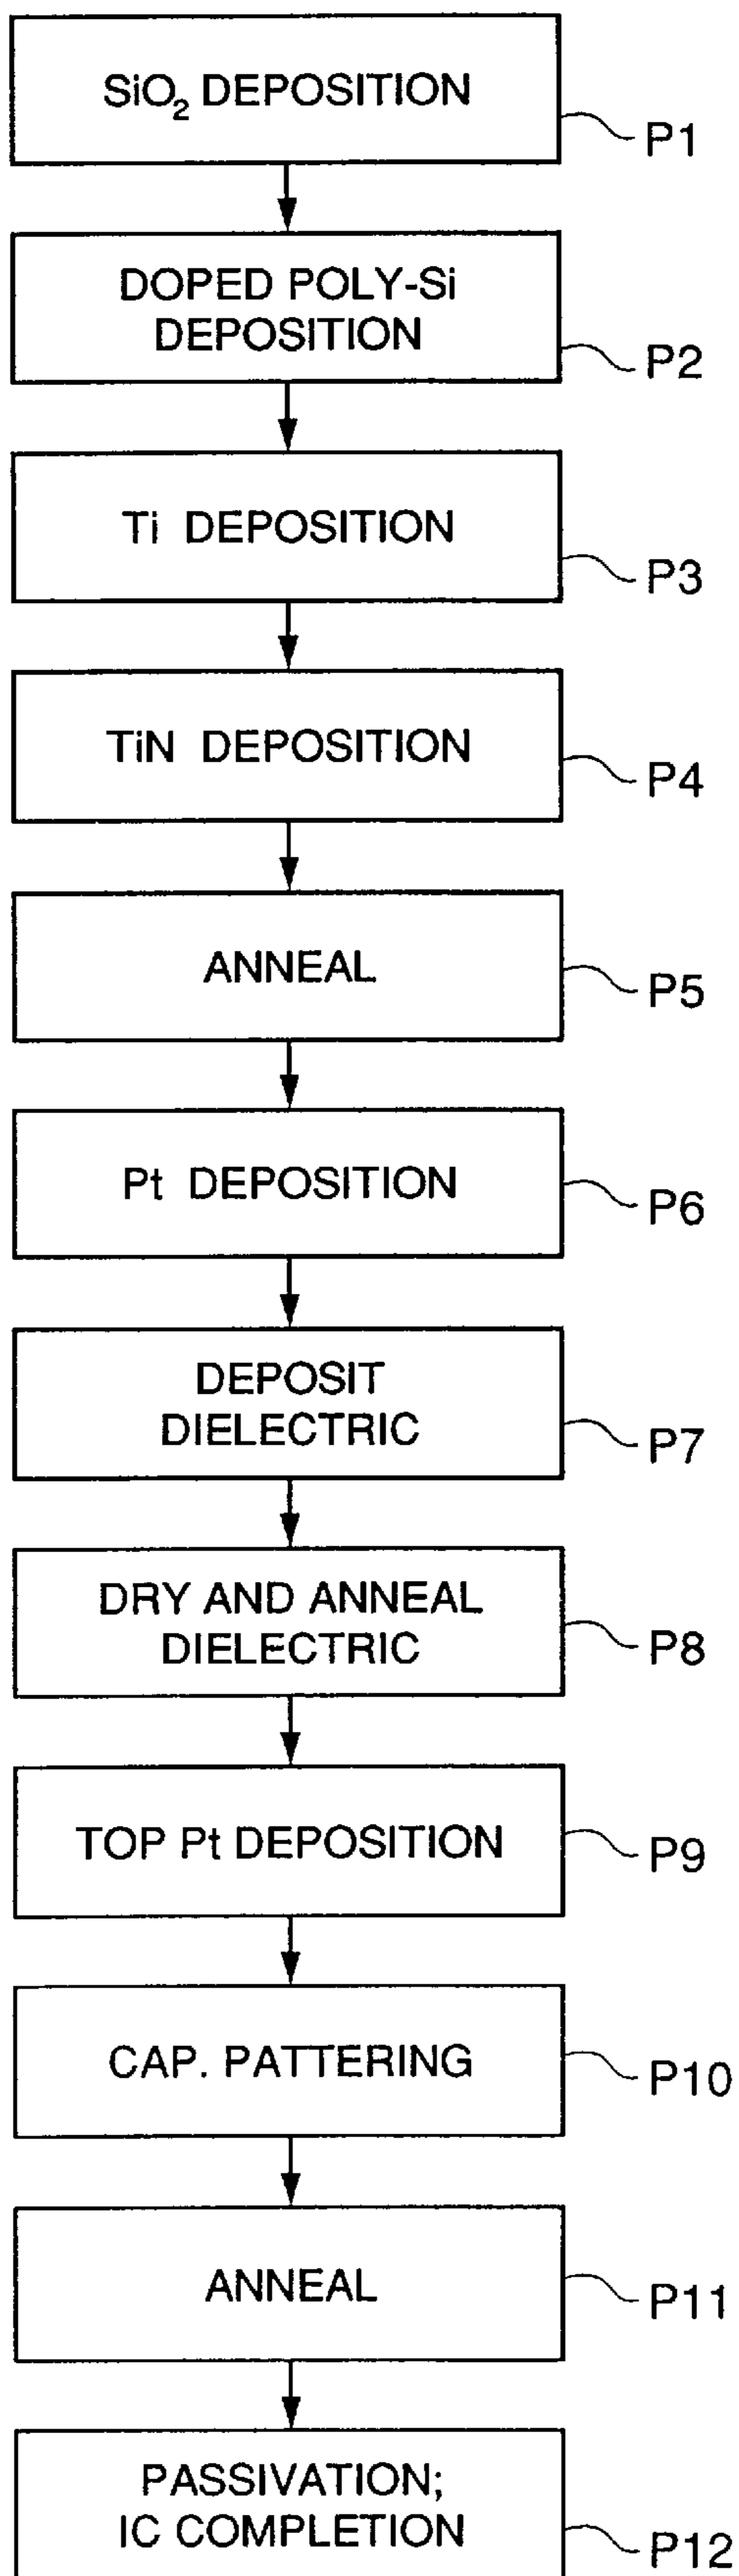 SiO₂ DEPOSITION
P1
DOPED POLY-Si
DEPOSITION
P2
Ti DEPOSITION
P3
TiN DEPOSITION
P4
ANNEAL
P5
Pt DEPOSITION
P6
DEPOSIT
DIELECTRIC
P7
DRY AND ANNEAL
DIELECTRIC
P8
TOP Pt DEPOSITION
P9
CAP. PATTERING
P10
ANNEAL
P11
PASSIVATION;
IC COMPLETION
P12